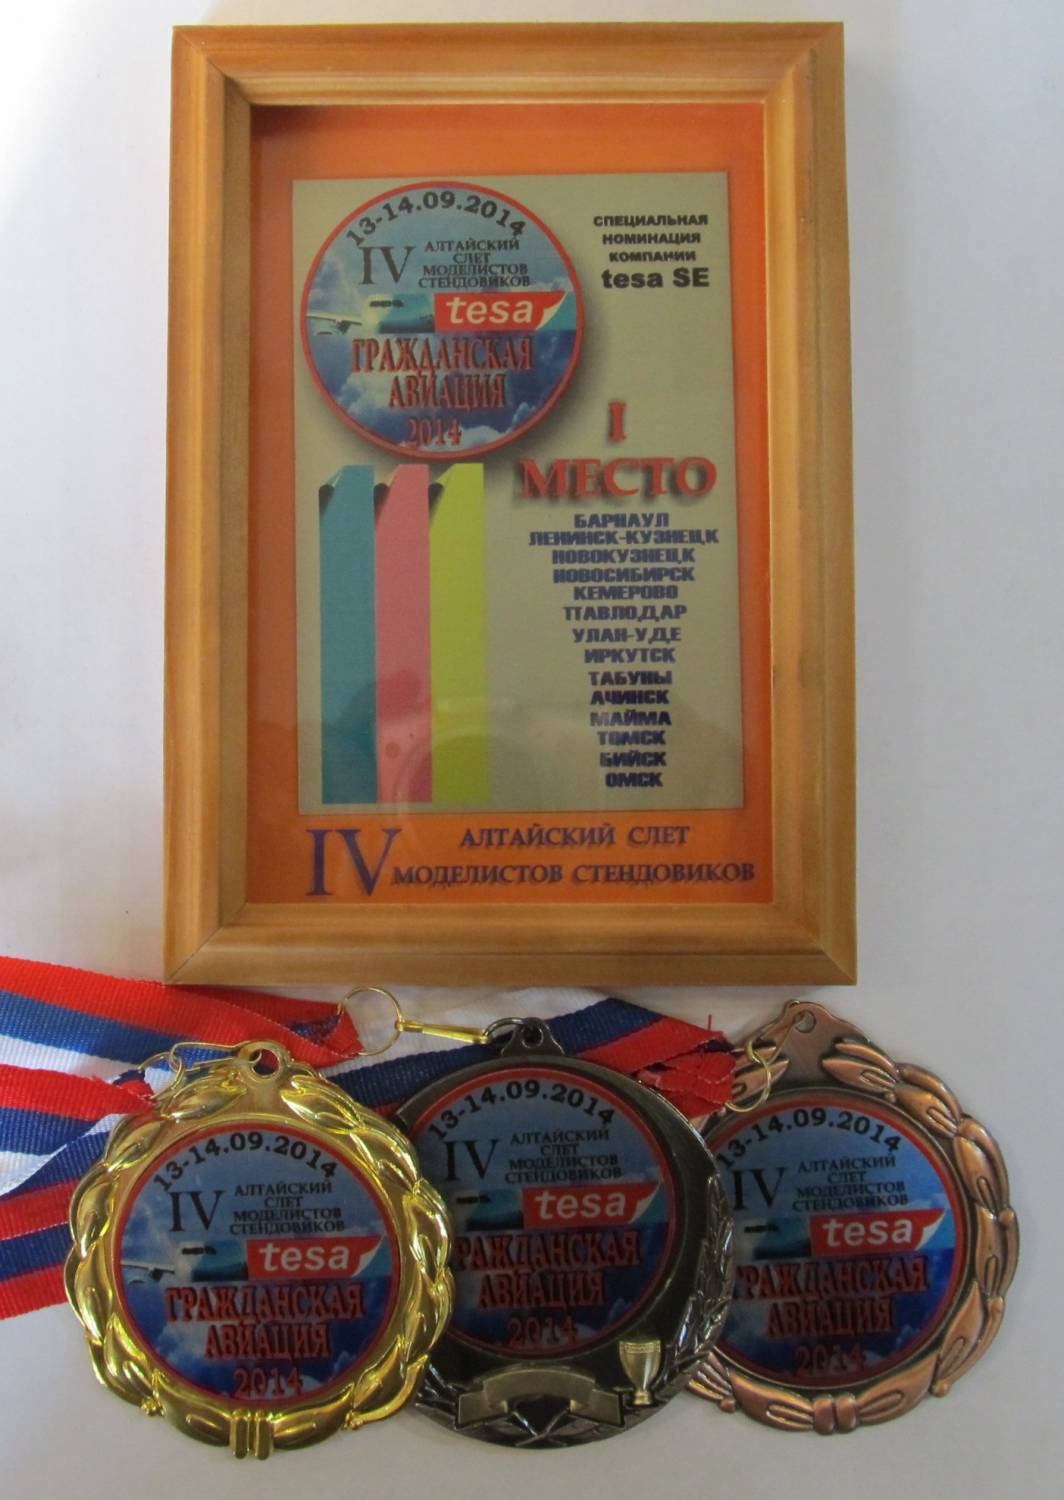 13-14.09.2014
IV АЛТАЙСКИЙ
СЛЕТ
МОДЕЛИСТОВ
СТЕНДОВИКОВ
tesa
ГРАЖДАНСКАЯ
АВИАЦИЯ
2014
СПЕЦИАЛЬНАЯ
НОМИНАЦИЯ
КОМПАНИИ
tesa SE
I
МЕСТО
БАРНАУЛ
ЛЕНИНСК-КУЗНЕЦК
НОВОКУЗНЕЦК
НОВОСИБИРСК
КЕМЕРОВО
ПАВЛОДАР
УЛАН-УДЕ
ИРКУТСК
ТАБУНЫ
АЧИНСК
МАЙМА
ТОМСК
БИЙСК
ОМСК
IV АЛТАЙСКИЙ СЛЕТ
МОДЕЛИСТОВ СТЕНДОВИКОВ
13-14.09.2014
IV АЛТАЙСКИЙ
СЛЕТ
МОДЕЛИСТОВ
СТЕНДОВИКОВ
tesa
ГРАЖДАНСКАЯ
АВИАЦИЯ
2014
13-14.09.2014
IV АЛТАЙСКИЙ
СЛЕТ
МОДЕЛИСТОВ
СТЕНДОВИКОВ
tesa
РАЖДАНСКАЯ
АВИАЦИЯ
2014
13-14.09.2014
IV АЛТАЙСКИЙ
СЛЕТ
МОДЕЛИСТОВ
СТЕНДОВИКОВ
tesa
РАЖДАНСКАЯ
АВИАЦИЯ
2014